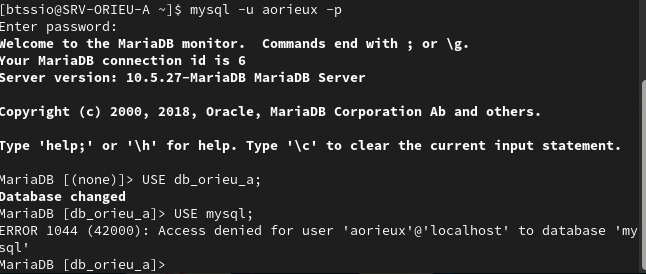 [btssio@SRV-ORIEU-A ~]$ mysql -u aorieux -p
Enter password:
Welcome to the MariaDB monitor.  Commands end with ; or \g.
Your MariaDB connection id is 6
Server version: 10.5.27-MariaDB MariaDB Server
Copyright (c) 2000, 2018, Oracle, MariaDB Corporation Ab and others.
Type 'help;' or '\h' for help. Type '\c' to clear the current input statement.
MariaDB [(none)]> USE db_orieu_a;
Database changed
MariaDB [db_orieu_a]> USE mysql;
ERROR 1044 (42000): Access denied for user 'aorieux'@'localhost' to database 'my
sql'
MariaDB [db_orieu_a]>